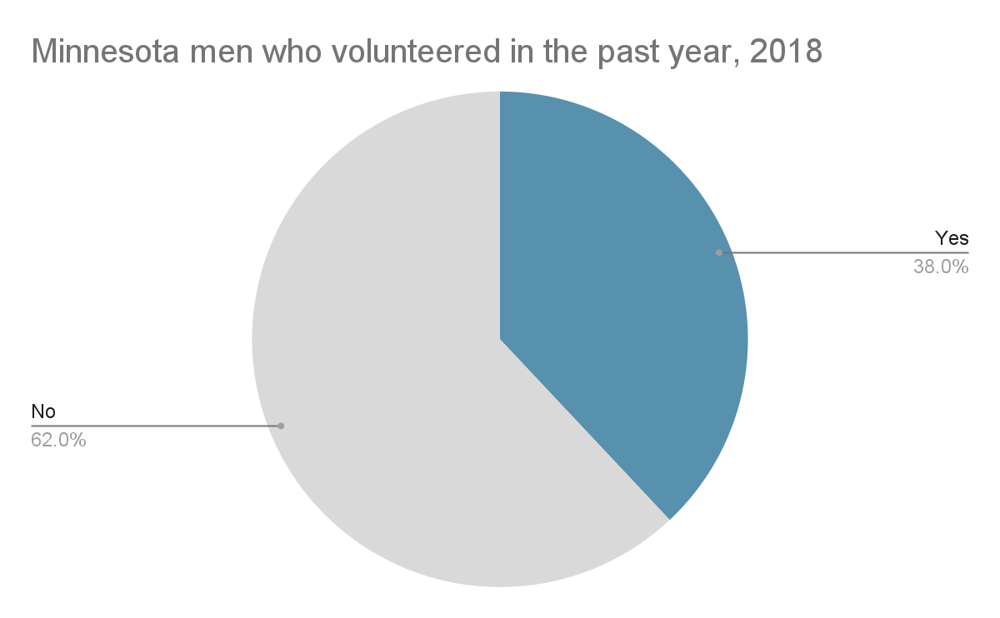 Minnesota men who volunteered in the past year, 2018
Yes
38.0%
No
62.0%